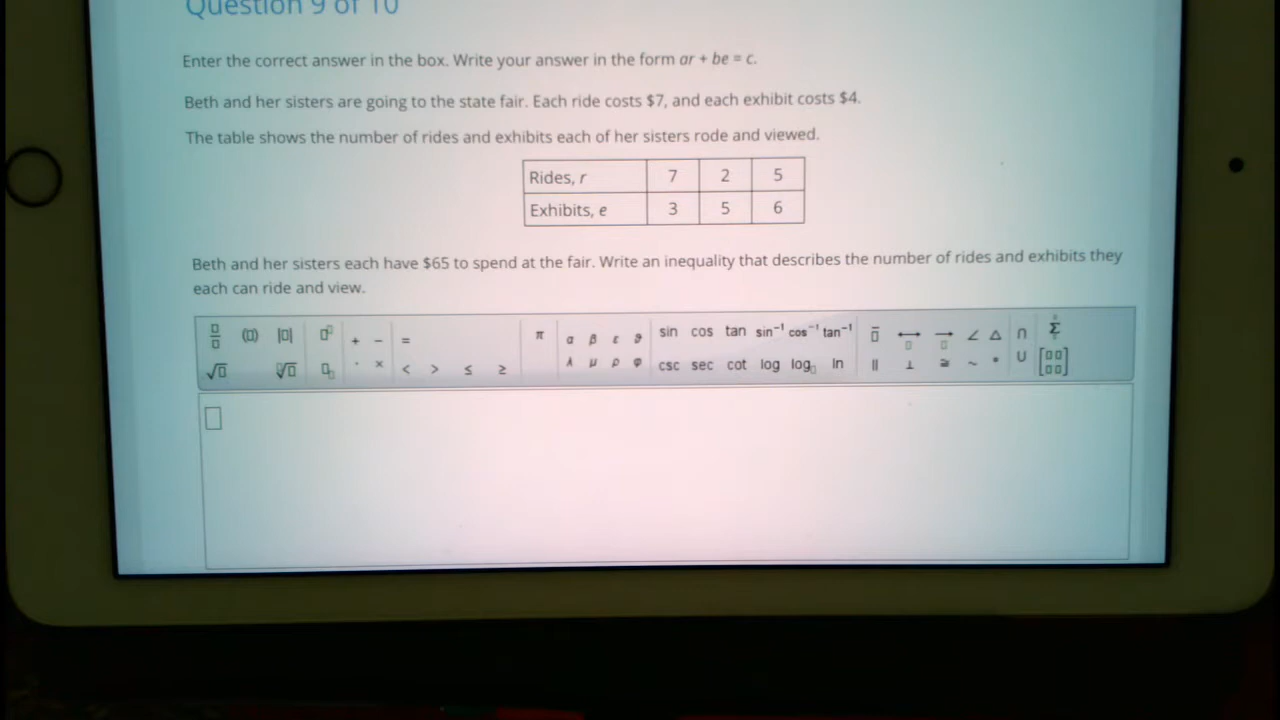 Question 9 of 10
Enter the correct answer in the box. Write your answer in the form ar + be = c.
Beth and her sisters are going to the state fair. Each ride costs $7, and each exhibit costs $4.
The table shows the number of rides and exhibits each of her sisters rode and viewed.
Rides, r 7 2 5
Exhibits, e 3 5 6
Beth and her sisters each have $65 to spend at the fair. Write an inequality that describes the number of rides and exhibits they
each can ride and view.
+ - = π α β ε ϑ sin cos tan sin⁻¹ cos⁻¹ tan⁻¹ ↔ → ∠ △ ∩ Σ
· × < > ≤ ≥ λ μ ρ φ csc sec cot log log ln ∥ ⊥ ≅ ~ ∪